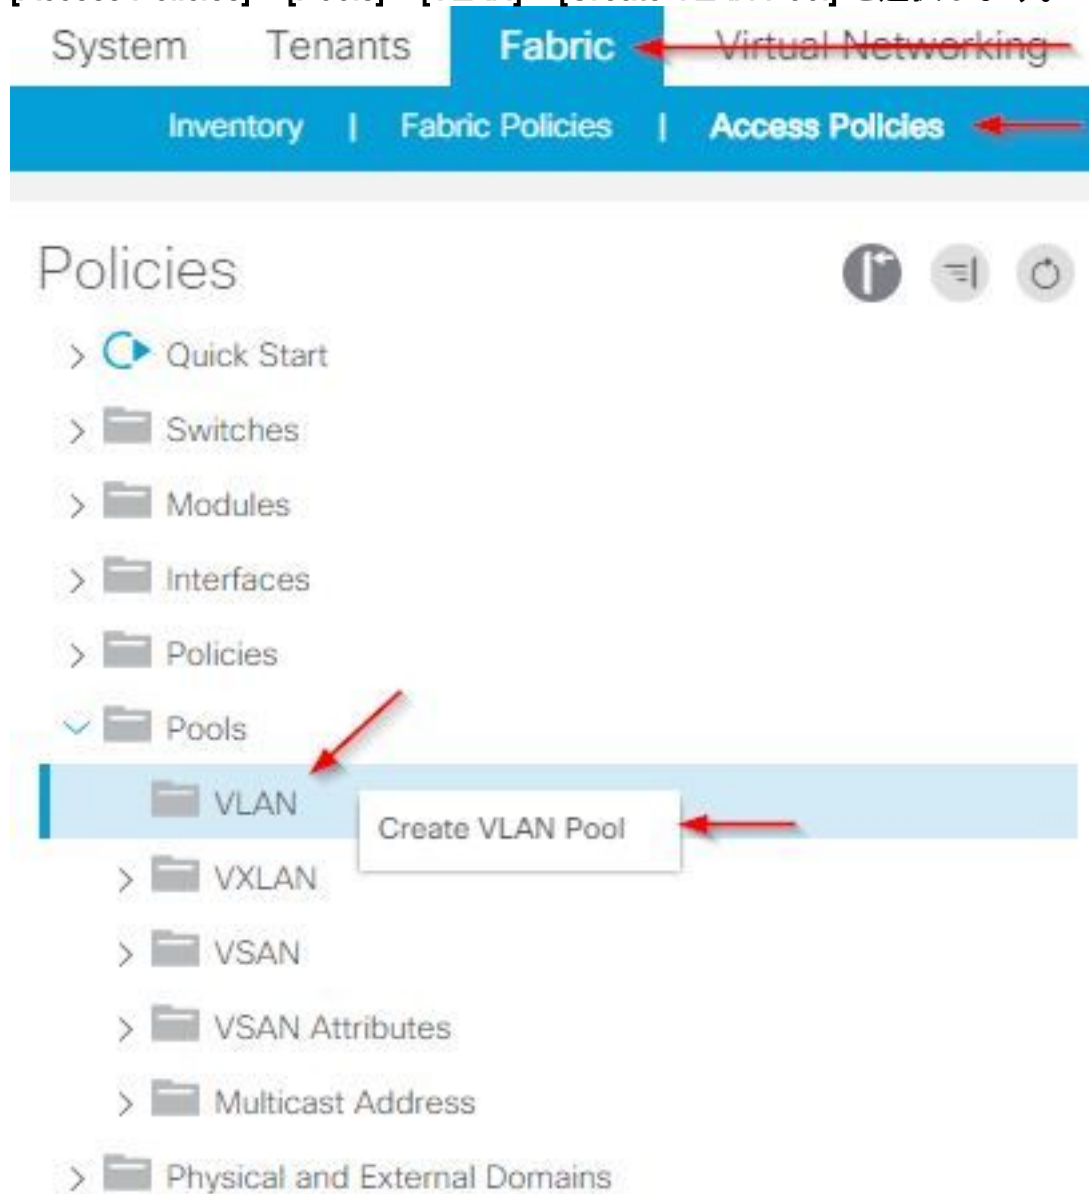 System Tenants Fabric Virtual Networking
Inventory | Fabric Policies | Access Policies
Policies
Quick Start
Switches
Modules
Interfaces
Policies
Pools
VLAN
Create VLAN Pool
VXLAN
VSAN
VSAN Attributes
Multicast Address
Physical and External Domains